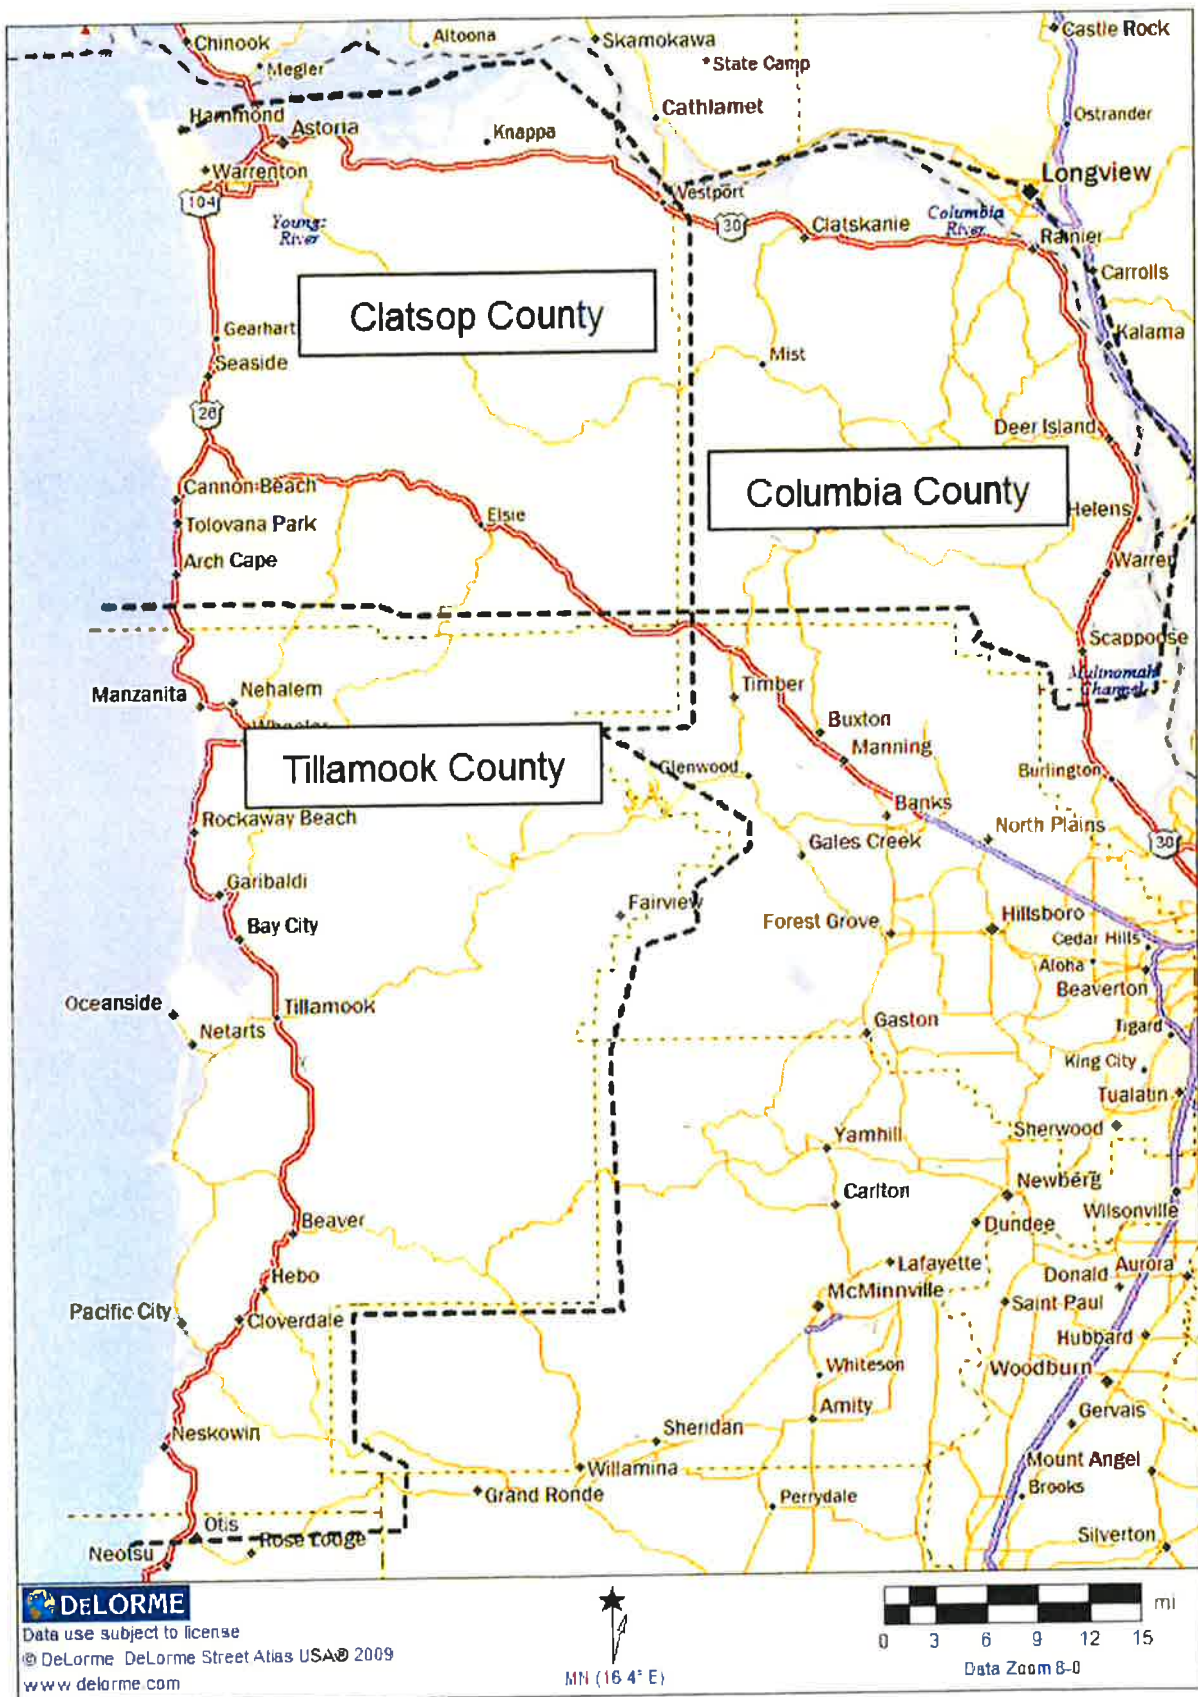 Chinook
Altoona
Skamokawa
Castle Rock
Megler
State Camp
Hammond
Cathlamet
Ostrander
Astoria
Knappa
Longview
Warrenton
Westport
104
Youngs
River
30
Clatskanie
Columbia
River
Rainier
Carrolls
Clatsop County
Gearhart
Kalama
Seaside
Mist
26
Deer Island
Cannon Beach
Columbia County
Tolovana Park
Elsie
Helens
Arch Cape
Warren
Scappoose
Multnomah
Channel
Manzanita
Nehalem
Timber
Wheeler
Buxton
Tillamook County
Manning
Glenwood
Burlington
Rockaway Beach
Banks
North Plains
30
Gales Creek
Garibaldi
Fairview
Bay City
Forest Grove
Hillsboro
Cedar Hills
Aloha
Beaverton
Oceanside
Tillamook
Netarts
Gaston
Tigard
King City
Tualatin
Yamhill
Sherwood
Carlton
Newberg
Wilsonville
Beaver
Dundee
Lafayette
Hebo
Donald
Aurora
Pacific City
Cloverdale
McMinnville
Saint Paul
Hubbard
Whiteson
Woodburn
Neskowin
Sheridan
Amity
Gervais
Willamina
Mount Angel
Grand Ronde
Perrydale
Brooks
Otis
Rose Lodge
Neotsu
Silverton
DELORME
Data use subject to license
© DeLorme DeLorme Street Atlas USA® 2009
www.delorme.com
MN (16.4° E)
mi
0 3 6 9 12 15
Data Zoom 8-0